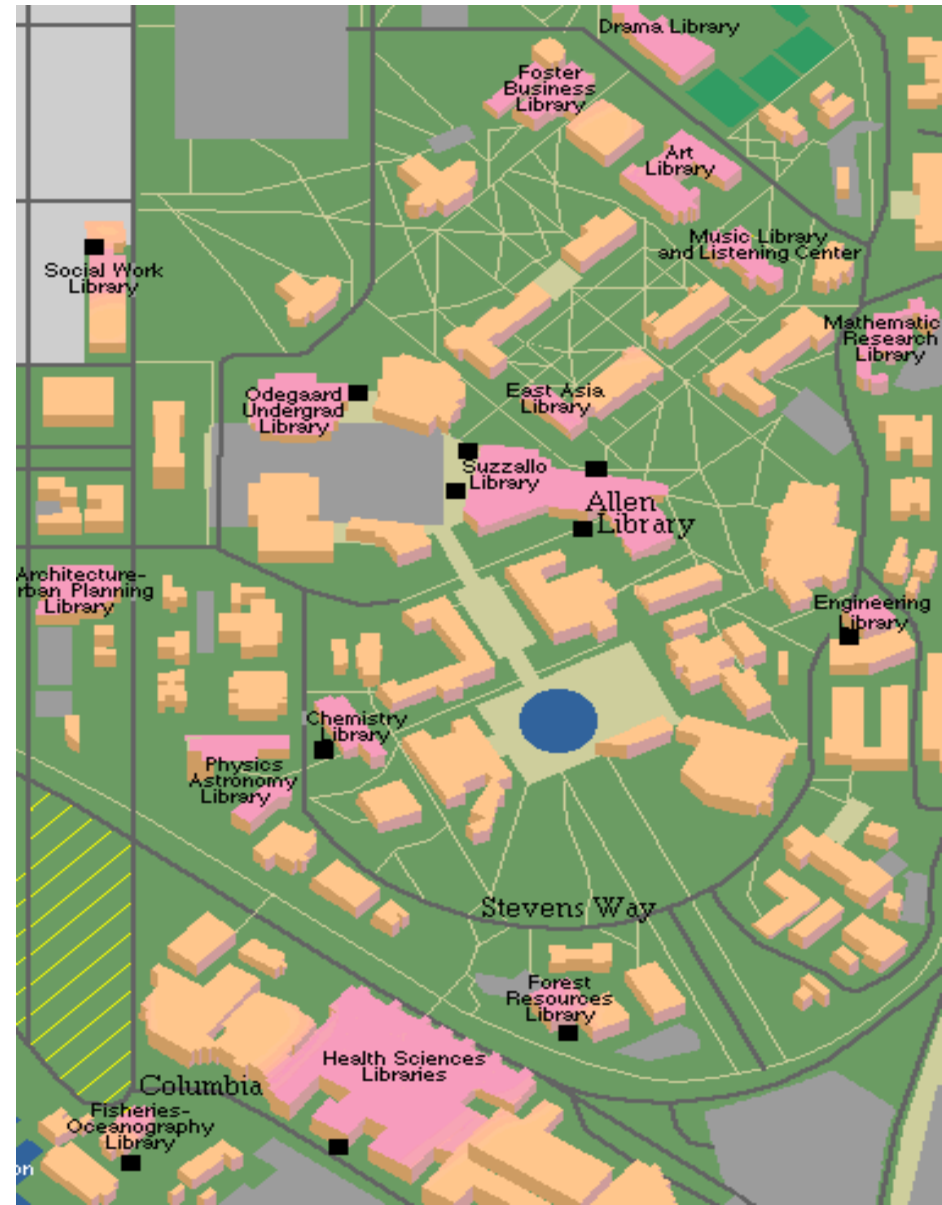 Drama Library
Foster
Business
Library
Art
Library
Music Library
and Listening Center
Social Work
Library
Mathematic
Research
Library
Odegaard
Undergrad
Library
East Asia
Library
Suzzallo
Library
Allen
Library
Architecture-
rban Planning
Library
Engineering
Library
Chemistry
Library
Physics
Astronomy
Library
Stevens Way
Forest
Resources
Library
Health Sciences
Libraries
Columbia
Fisheries-
Oceanography
Library
on